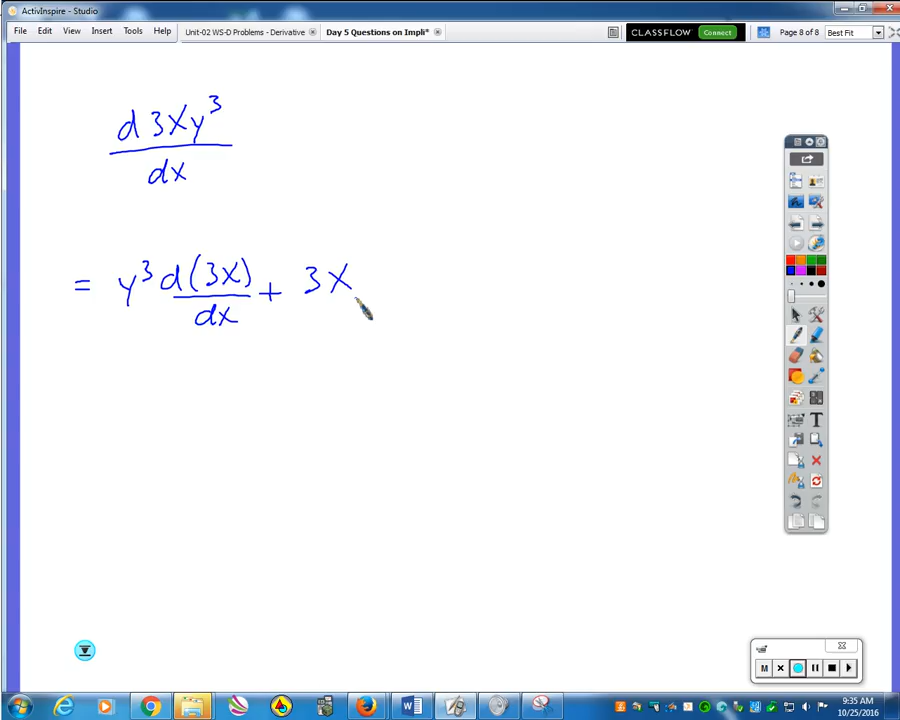 ActivInspire - Studio
File Edit View Insert Tools Help Unit-02 WS-D Problems - Derivative Day 5 Questions on Impli* CLASSFLOW Connect Page 8 of 8 Best Fit
d 3xy³
dx
= y³ d(3x) + 3x
dx
M
9:35 AM
10/25/2016